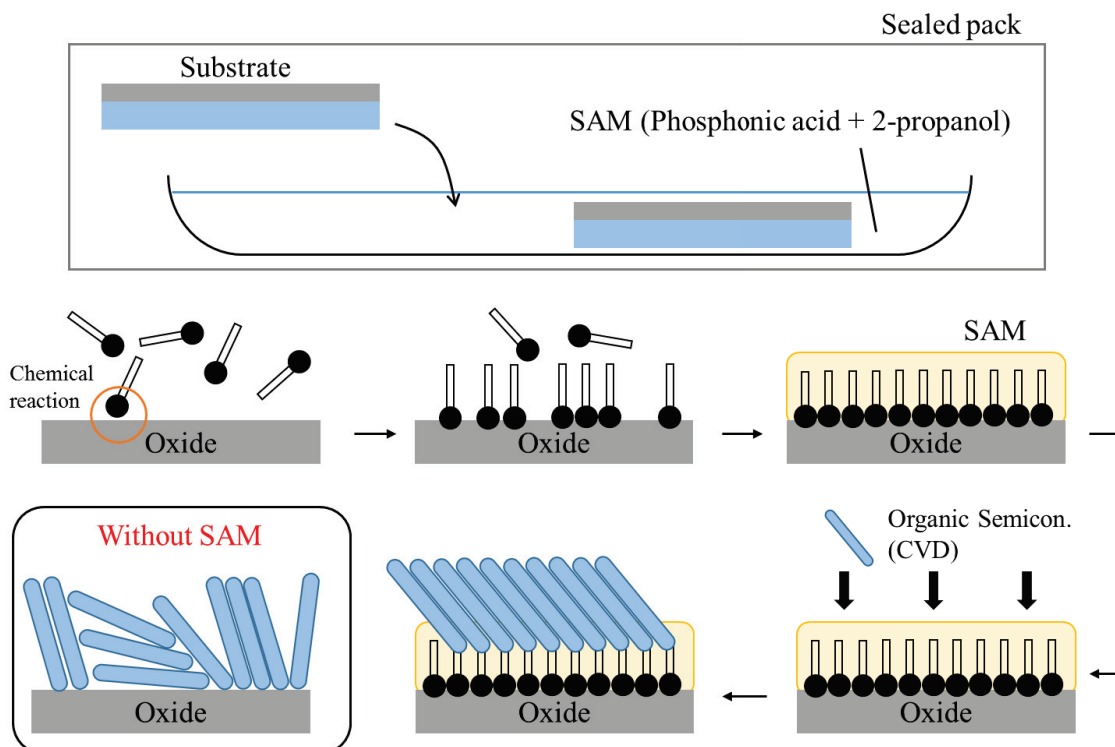 Sealed pack
Substrate
SAM (Phosphonic acid + 2-propanol)
Chemical
reaction
Oxide
Oxide
SAM
Oxide
Without SAM
Oxide
Oxide
Organic Semicon.
(CVD)
Oxide